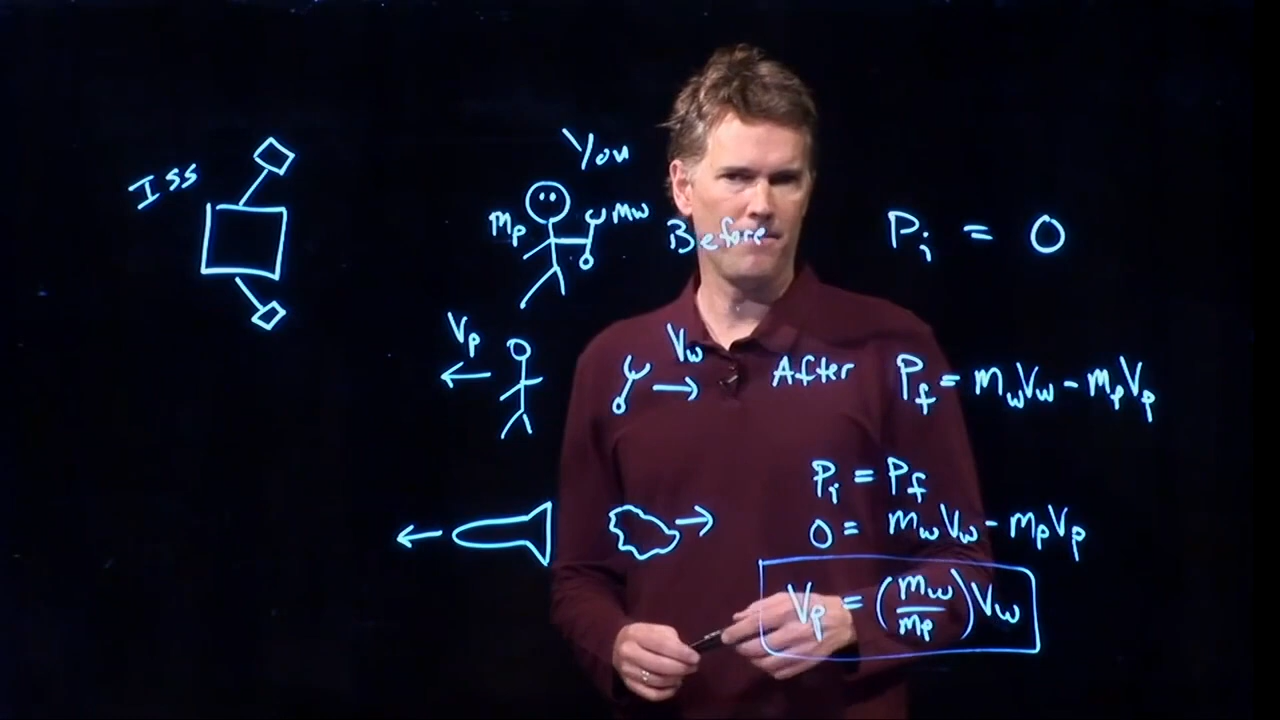 You
ISS
mp mw
Before Pi = 0
Vp Vw
After Pf = mwVw - mpVp
Pi = Pf
0 = mwVw - mpVp
Vp = (mw/mp)Vw